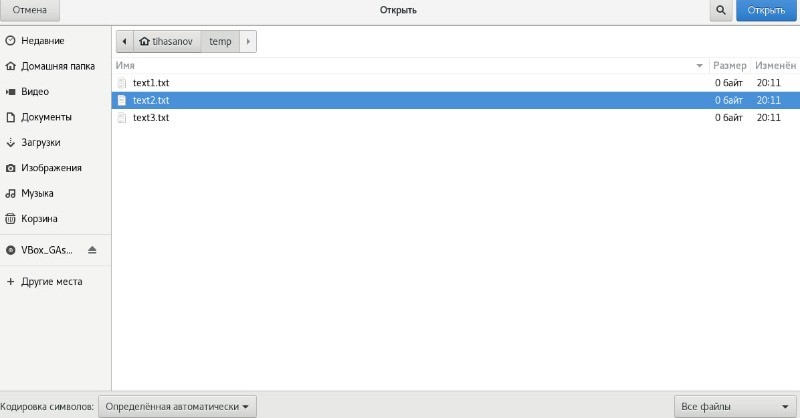 Отмена Открыть Открыть
Недавние
Домашняя папка
Видео
Документы
Загрузки
Изображения
Музыка
Корзина
VBox_GAs...
Другие места
tihasanov temp
Имя Размер Изменён
text1.txt 0 байт 20:11
text2.txt 0 байт 20:11
text3.txt 0 байт 20:11
Кодировка символов: Определённая автоматически Все файлы